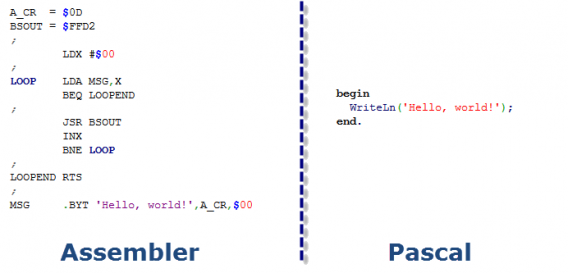 A_CR = $0D
BSOUT = $FFD2
;
LDX #$00
;
LOOP LDA MSG,X
BEQ LOOPEND
;
JSR BSOUT
INX
BNE LOOP
;
LOOPEND RTS
;
MSG .BYT 'Hello, world!',A_CR,$00
Assembler
begin
WriteLn('Hello, world!');
end.
Pascal